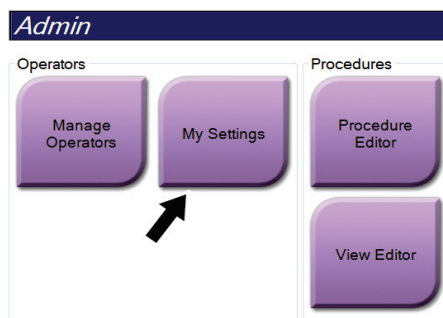 Admin
Operators
Procedures
Manage
Operators
My Settings
Procedure
Editor
View Editor